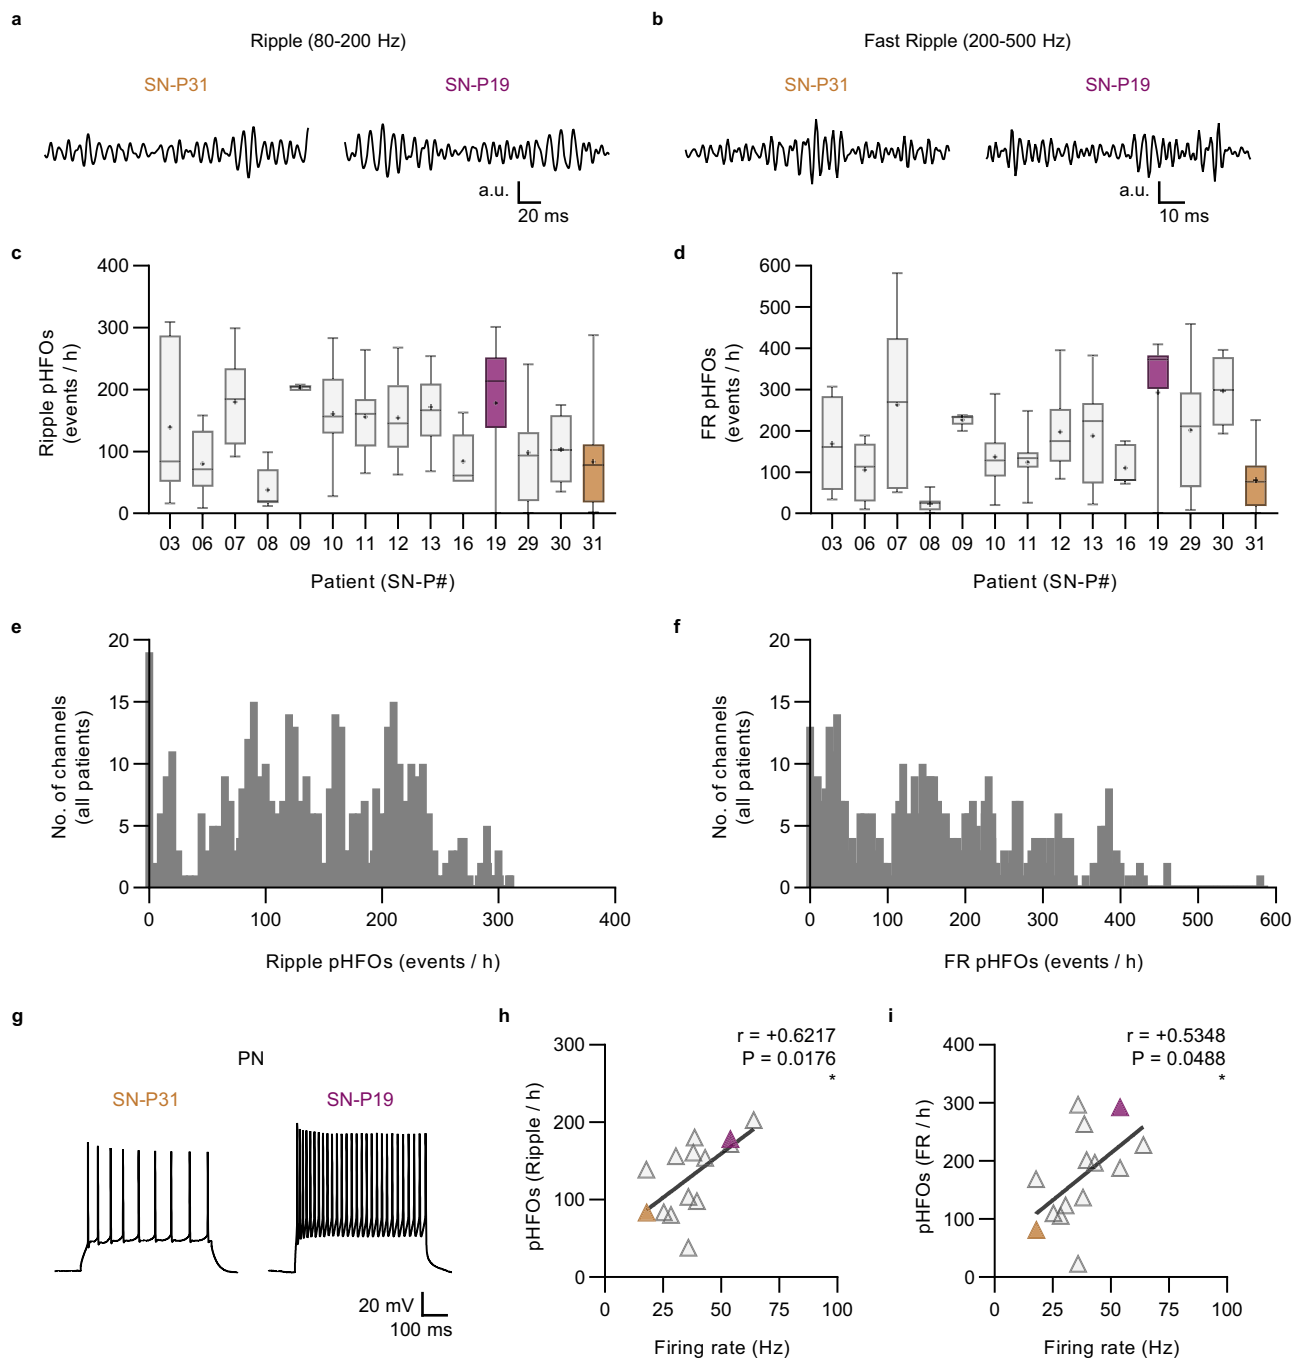 a
Ripple (80-200 Hz)
SN-P31
SN-P19
a.u.
20 ms
b
Fast Ripple (200-500 Hz)
SN-P31
SN-P19
a.u.
10 ms
c
Ripple pHFOs
(events / h)
400
300
200
100
0
03 06 07 08 09 10 11 12 13 16 19 29 30 31
Patient (SN-P#)
d
FR pHFOs
(events / h)
600
500
400
300
200
100
0
03 06 07 08 09 10 11 12 13 16 19 29 30 31
Patient (SN-P#)
e
No. of channels
(all patients)
20
15
10
5
0
0 100 200 300 400
Ripple pHFOs (events / h)
f
No. of channels
(all patients)
20
15
10
5
0
0 100 200 300 400 500 600
FR pHFOs (events / h)
g
PN
SN-P31
SN-P19
20 mV
100 ms
h
r = +0.6217
P = 0.0176
*
pHFOs (Ripple / h)
300
200
100
0
0 25 50 75 100
Firing rate (Hz)
i
r = +0.5348
P = 0.0488
*
pHFOs (FR / h)
400
300
200
100
0
0 25 50 75 100
Firing rate (Hz)